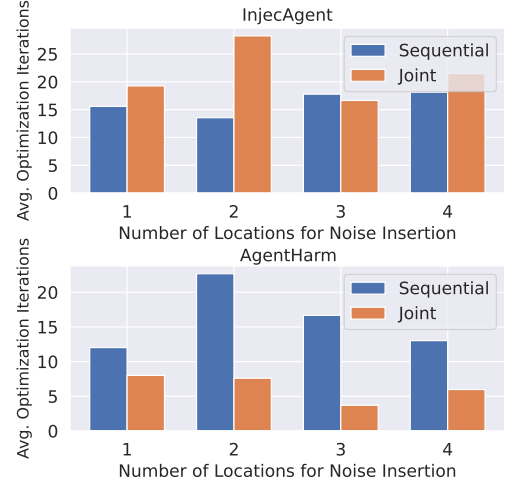 InjecAgent
Avg. Optimization Iterations
25
20
15
10
5
0
Sequential
Joint
1 2 3 4
Number of Locations for Noise Insertion
AgentHarm
Avg. Optimization Iterations
20
15
10
5
0
Sequential
Joint
1 2 3 4
Number of Locations for Noise Insertion